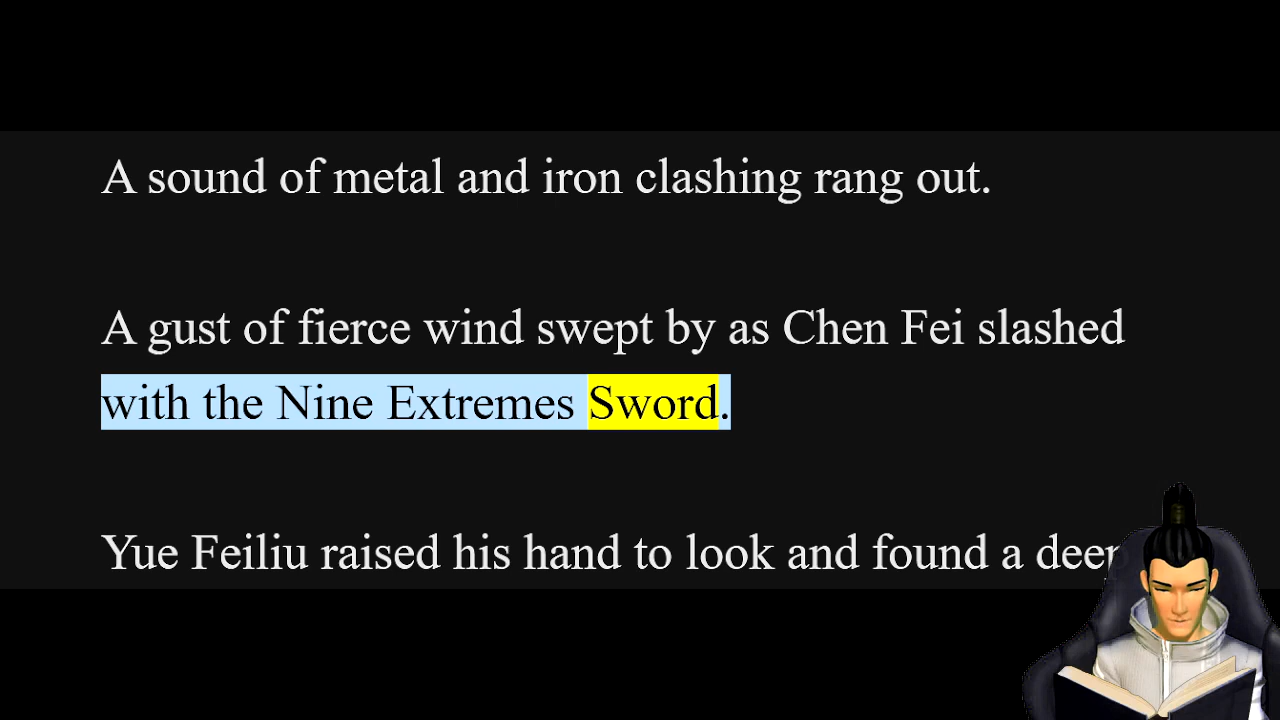 A sound of metal and iron clashing rang out.
A gust of fierce wind swept by as Chen Fei slashed
with the Nine Extremes Sword.
Yue Feiliu raised his hand to look and found a deep